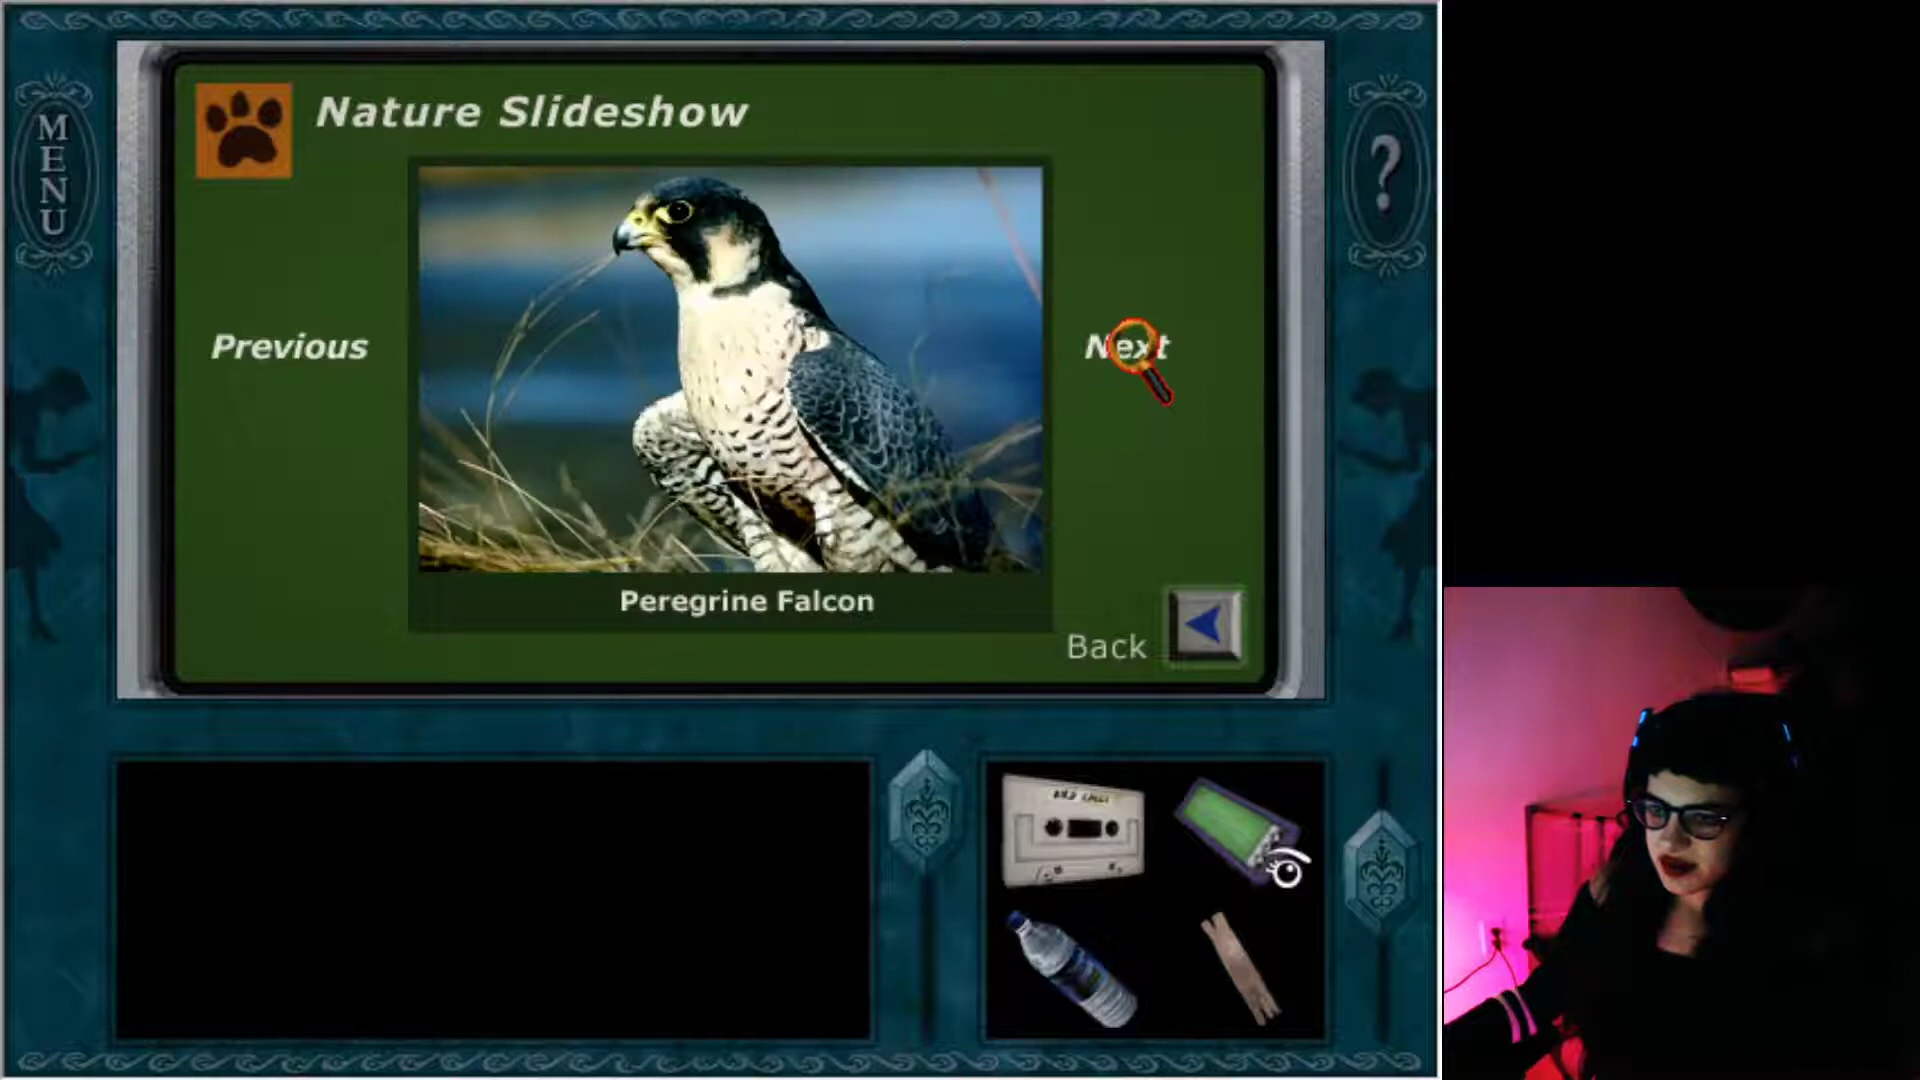 MENU
Nature Slideshow
?
Previous
Next
Peregrine Falcon
Back